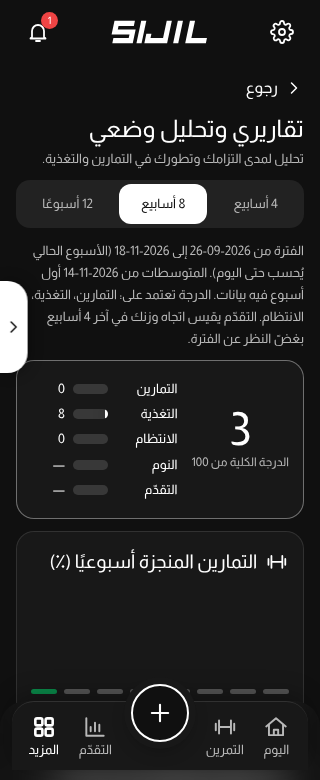 1
SIJIL
رجوع
تقاريري وتحليل وضعي
تحليل لمدى التزامك وتطورك في التمارين والتغذية.
4 أسابيع
8 أسابيع
12 أسبوعًا
الفترة من 2026-09-26 إلى 2026-11-18 (الأسبوع الحالي
يُحسب حتى اليوم). المتوسطات من 2026-11-14 أول
أسبوع فيه بيانات. الدرجة تعتمد على: التمارين، التغذية،
الانتظام. التقدّم يقيس اتجاه وزنك في آخر 4 أسابيع
بغضّ النظر عن الفترة.
3
الدرجة الكلية من 100
التمارين 0
التغذية 8
الانتظام 0
النوم —
التقدّم —
التمارين المنجزة أسبوعيًا (٪)
اليوم
التمرين
التقدّم
المزيد